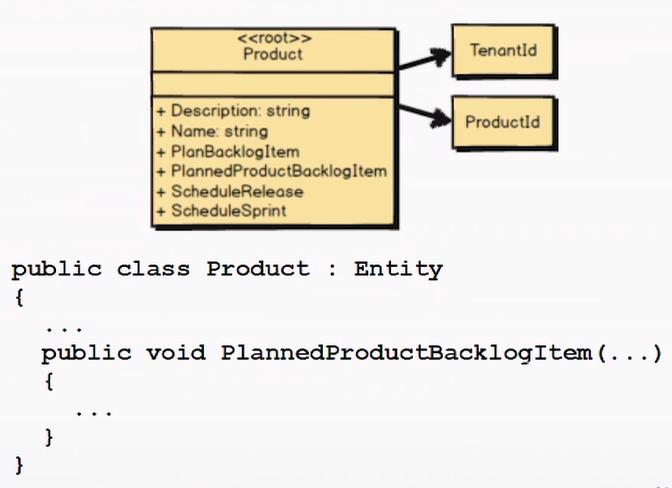 <<root>>
Product
TenantId
ProductId
+ Description: string
+ Name: string
+ PlanBacklogItem
+ PlannedProductBacklogItem
+ ScheduleRelease
+ ScheduleSprint
public class Product : Entity
{
...
public void PlannedProductBacklogItem(...)
{
...
}
}